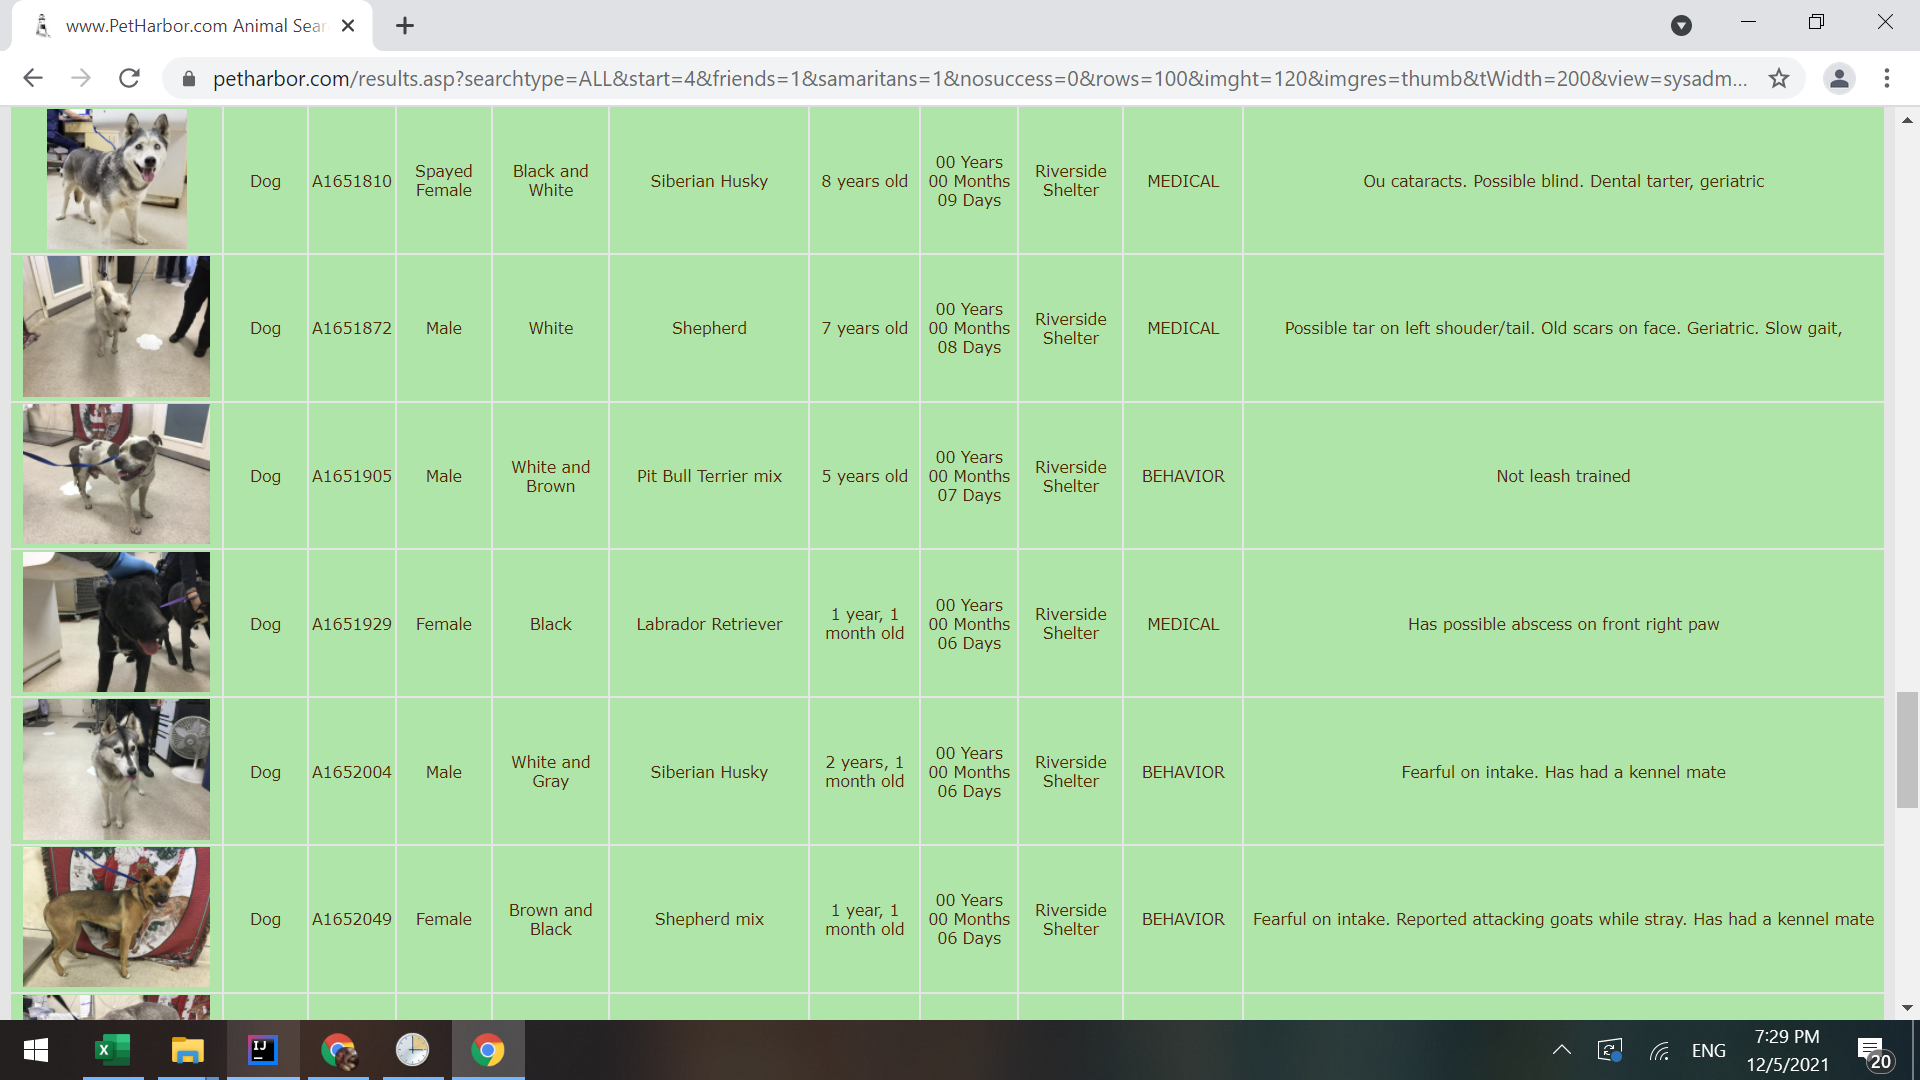 www.PetHarbor.com Animal Sear
petharbor.com/results.asp?searchtype=ALL&start=4&friends=1&samaritans=1&nosuccess=0&rows=100&imght=120&imgres=thumb&tWidth=200&view=sysadm...
Dog A1651810 Spayed Female Black and White Siberian Husky 8 years old 00 Years 00 Months 09 Days Riverside Shelter MEDICAL Ou cataracts. Possible blind. Dental tarter, geriatric
Dog A1651872 Male White Shepherd 7 years old 00 Years 00 Months 08 Days Riverside Shelter MEDICAL Possible tar on left shouder/tail. Old scars on face. Geriatric. Slow gait,
Dog A1651905 Male White and Brown Pit Bull Terrier mix 5 years old 00 Years 00 Months 07 Days Riverside Shelter BEHAVIOR Not leash trained
Dog A1651929 Female Black Labrador Retriever 1 year, 1 month old 00 Years 00 Months 06 Days Riverside Shelter MEDICAL Has possible abscess on front right paw
Dog A1652004 Male White and Gray Siberian Husky 2 years, 1 month old 00 Years 00 Months 06 Days Riverside Shelter BEHAVIOR Fearful on intake. Has had a kennel mate
Dog A1652049 Female Brown and Black Shepherd mix 1 year, 1 month old 00 Years 00 Months 06 Days Riverside Shelter BEHAVIOR Fearful on intake. Reported attacking goats while stray. Has had a kennel mate
X
IJ
ENG
7:29 PM
12/5/2021
20